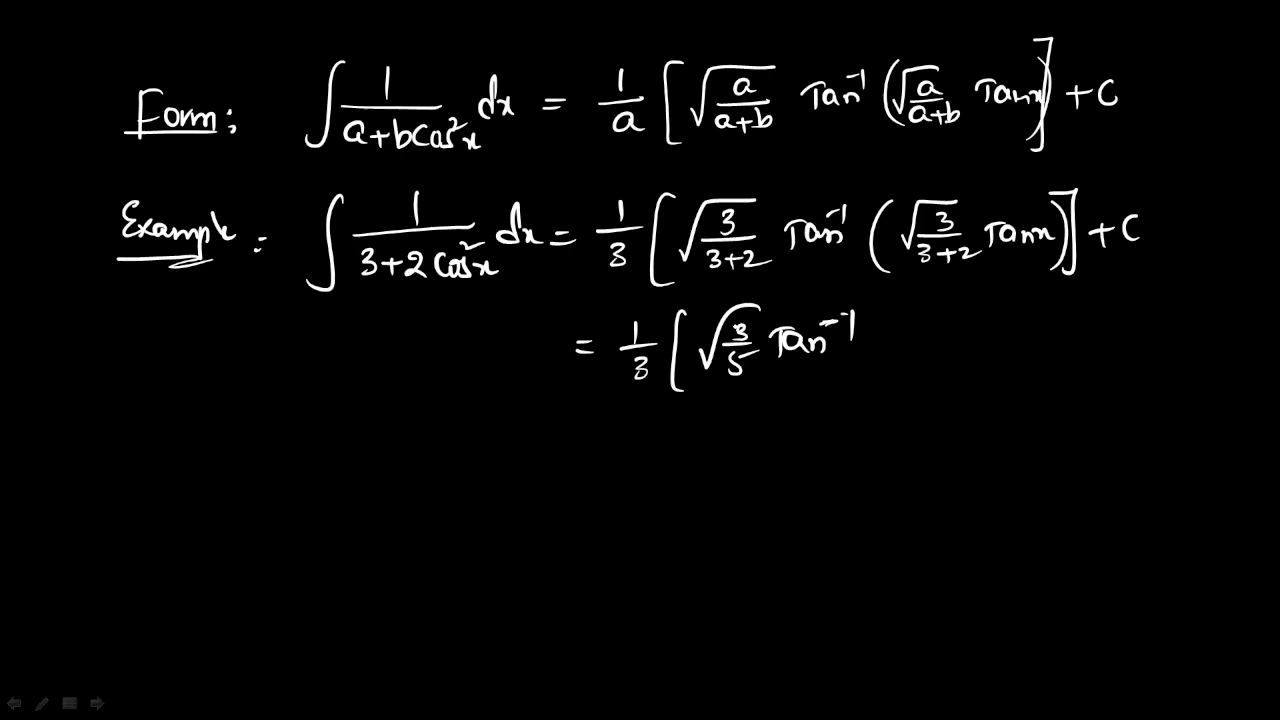 Form: ∫ 1/(a+bcos²x) dx = 1/a [√(a/(a+b)) Tan⁻¹ (√(a/(a+b)) Tanx)] + C
Example: ∫ 1/(3+2cos²x) dx = 1/3 [√(3/(3+2)) Tan⁻¹ (√(3/(3+2)) Tanx)] + C
= 1/3 [√(3/5) Tan⁻¹